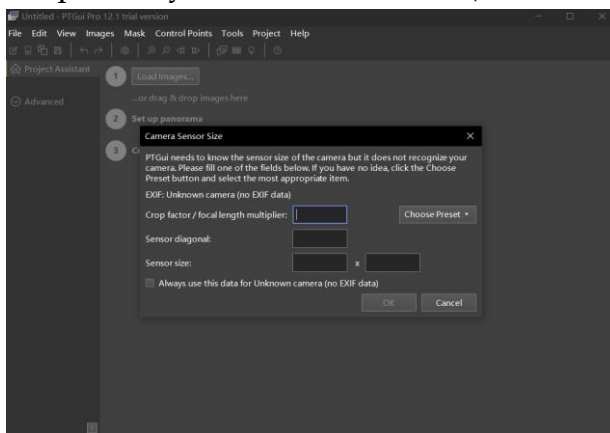 Untitled - PTGui Pro 12.1 trial version
File Edit View Images Mask Control Points Tools Project Help
Project Assistant
1 Load Images...
...or drag & drop images here
Advanced
2 Set up panorama
3
Camera Sensor Size
PTGui needs to know the sensor size of the camera but it does not recognize your
camera. Please fill one of the fields below. If you have no idea, click the Choose
Preset button and select the most appropriate item.
EXIF: Unknown camera (no EXIF data)
Crop factor / focal length multiplier: Choose Preset
Sensor diagonal:
Sensor size: x
Always use this data for Unknown camera (no EXIF data)
OK Cancel